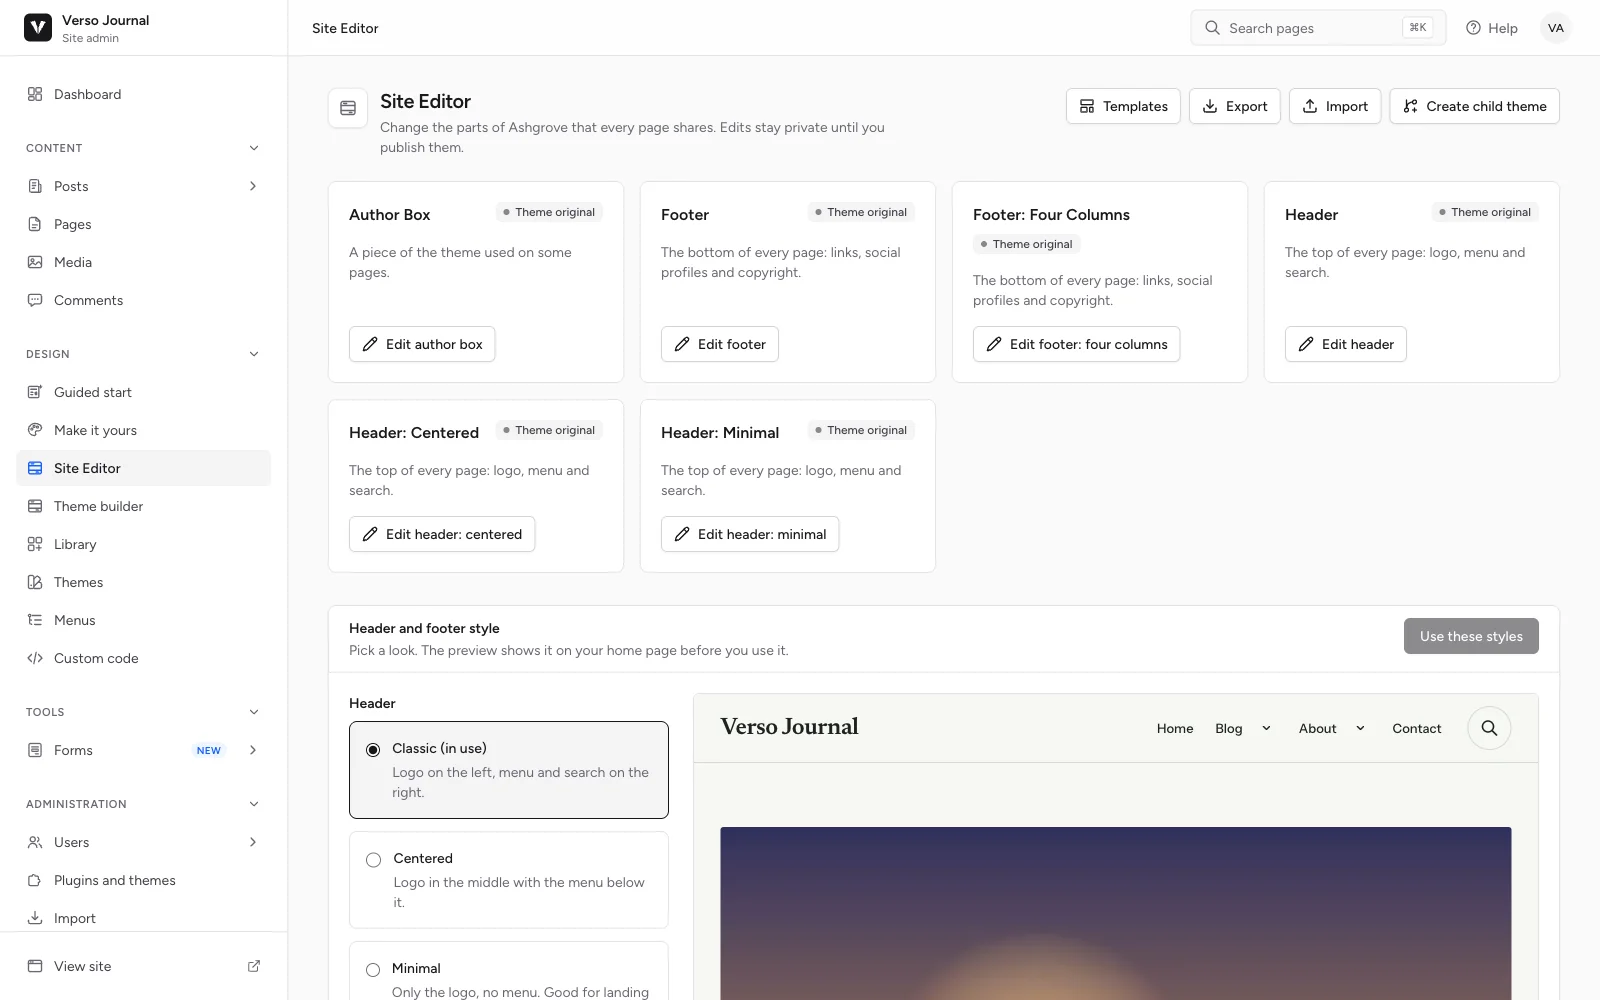 Verso Journal
Site admin
Site Editor
Search pages
⌘K
Help
VA
Dashboard
CONTENT
Posts
Pages
Media
Comments
DESIGN
Guided start
Make it yours
Site Editor
Theme builder
Library
Themes
Menus
Custom code
TOOLS
Forms
NEW
ADMINISTRATION
Users
Plugins and themes
Import
View site
Site Editor
Change the parts of Ashgrove that every page shares. Edits stay private until you
publish them.
Templates
Export
Import
Create child theme
Author Box
Theme original
A piece of the theme used on some
pages.
Edit author box
Footer
Theme original
The bottom of every page: links, social
profiles and copyright.
Edit footer
Footer: Four Columns
Theme original
The bottom of every page: links, social
profiles and copyright.
Edit footer: four columns
Header
Theme original
The top of every page: logo, menu and
search.
Edit header
Header: Centered
Theme original
The top of every page: logo, menu and
search.
Edit header: centered
Header: Minimal
Theme original
The top of every page: logo, menu and
search.
Edit header: minimal
Header and footer style
Pick a look. The preview shows it on your home page before you use it.
Use these styles
Header
Classic (in use)
Logo on the left, menu and search on the
right.
Centered
Logo in the middle with the menu below
it.
Minimal
Only the logo, no menu. Good for landing
Verso Journal
Home
Blog
About
Contact